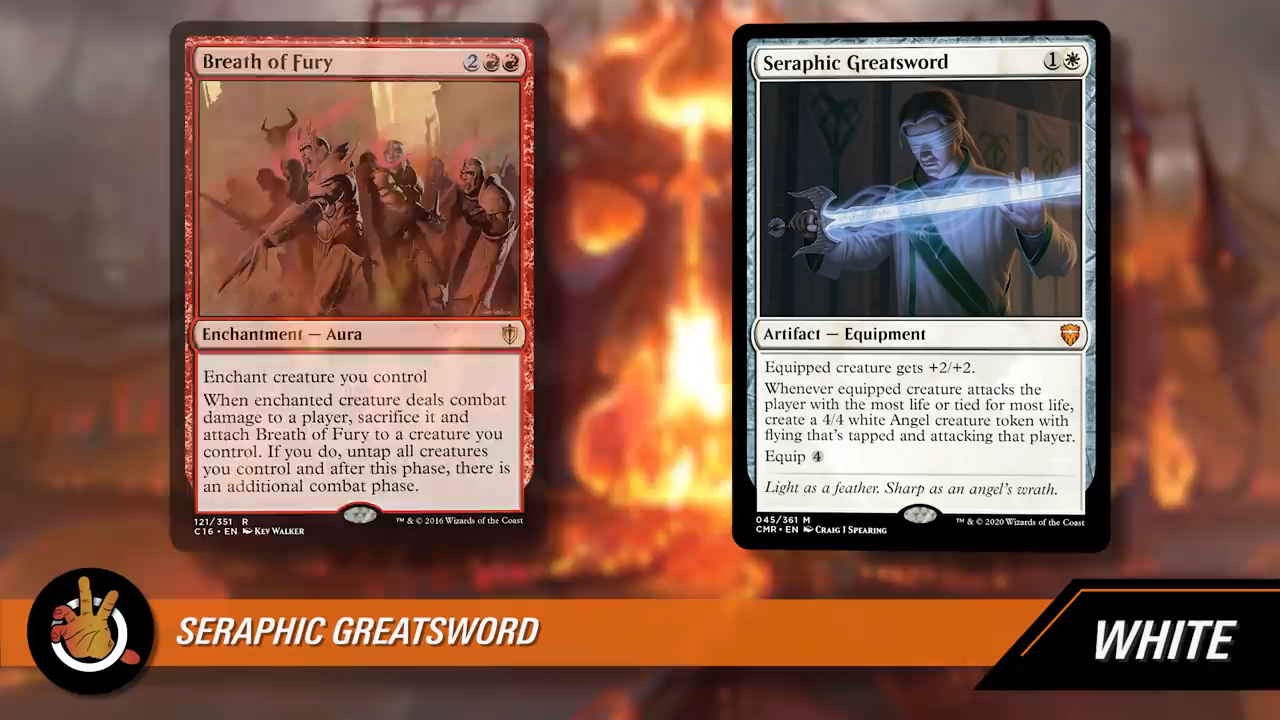 Breath of Fury
2
Enchantment — Aura
Enchant creature you control
When enchanted creature deals combat
damage to a player, sacrifice it and
attach Breath of Fury to a creature you
control. If you do, untap all creatures
you control and after this phase, there is
an additional combat phase.
121/351 R
C16 • EN Kev Walker
™ & © 2016 Wizards of the Coast
Seraphic Greatsword
1
Artifact — Equipment
Equipped creature gets +2/+2.
Whenever equipped creature attacks the
player with the most life or tied for most life,
create a 4/4 white Angel creature token with
flying that's tapped and attacking that player.
Equip 4
Light as a feather. Sharp as an angel's wrath.
045/361 M
CMR • EN Craig J Spearing
™ & © 2020 Wizards of the Coast
SERAPHIC GREATSWORD
WHITE